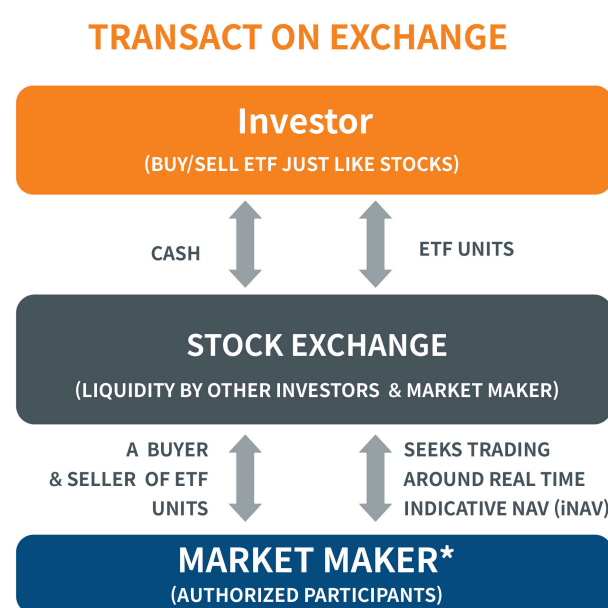 TRANSACT ON EXCHANGE
Investor
(BUY/SELL ETF JUST LIKE STOCKS)
CASH
ETF UNITS
STOCK EXCHANGE
(LIQUIDITY BY OTHER INVESTORS & MARKET MAKER)
A BUYER
& SELLER OF ETF
UNITS
SEEKS TRADING
AROUND REAL TIME
INDICATIVE NAV (iNAV)
MARKET MAKER*
(AUTHORIZED PARTICIPANTS)